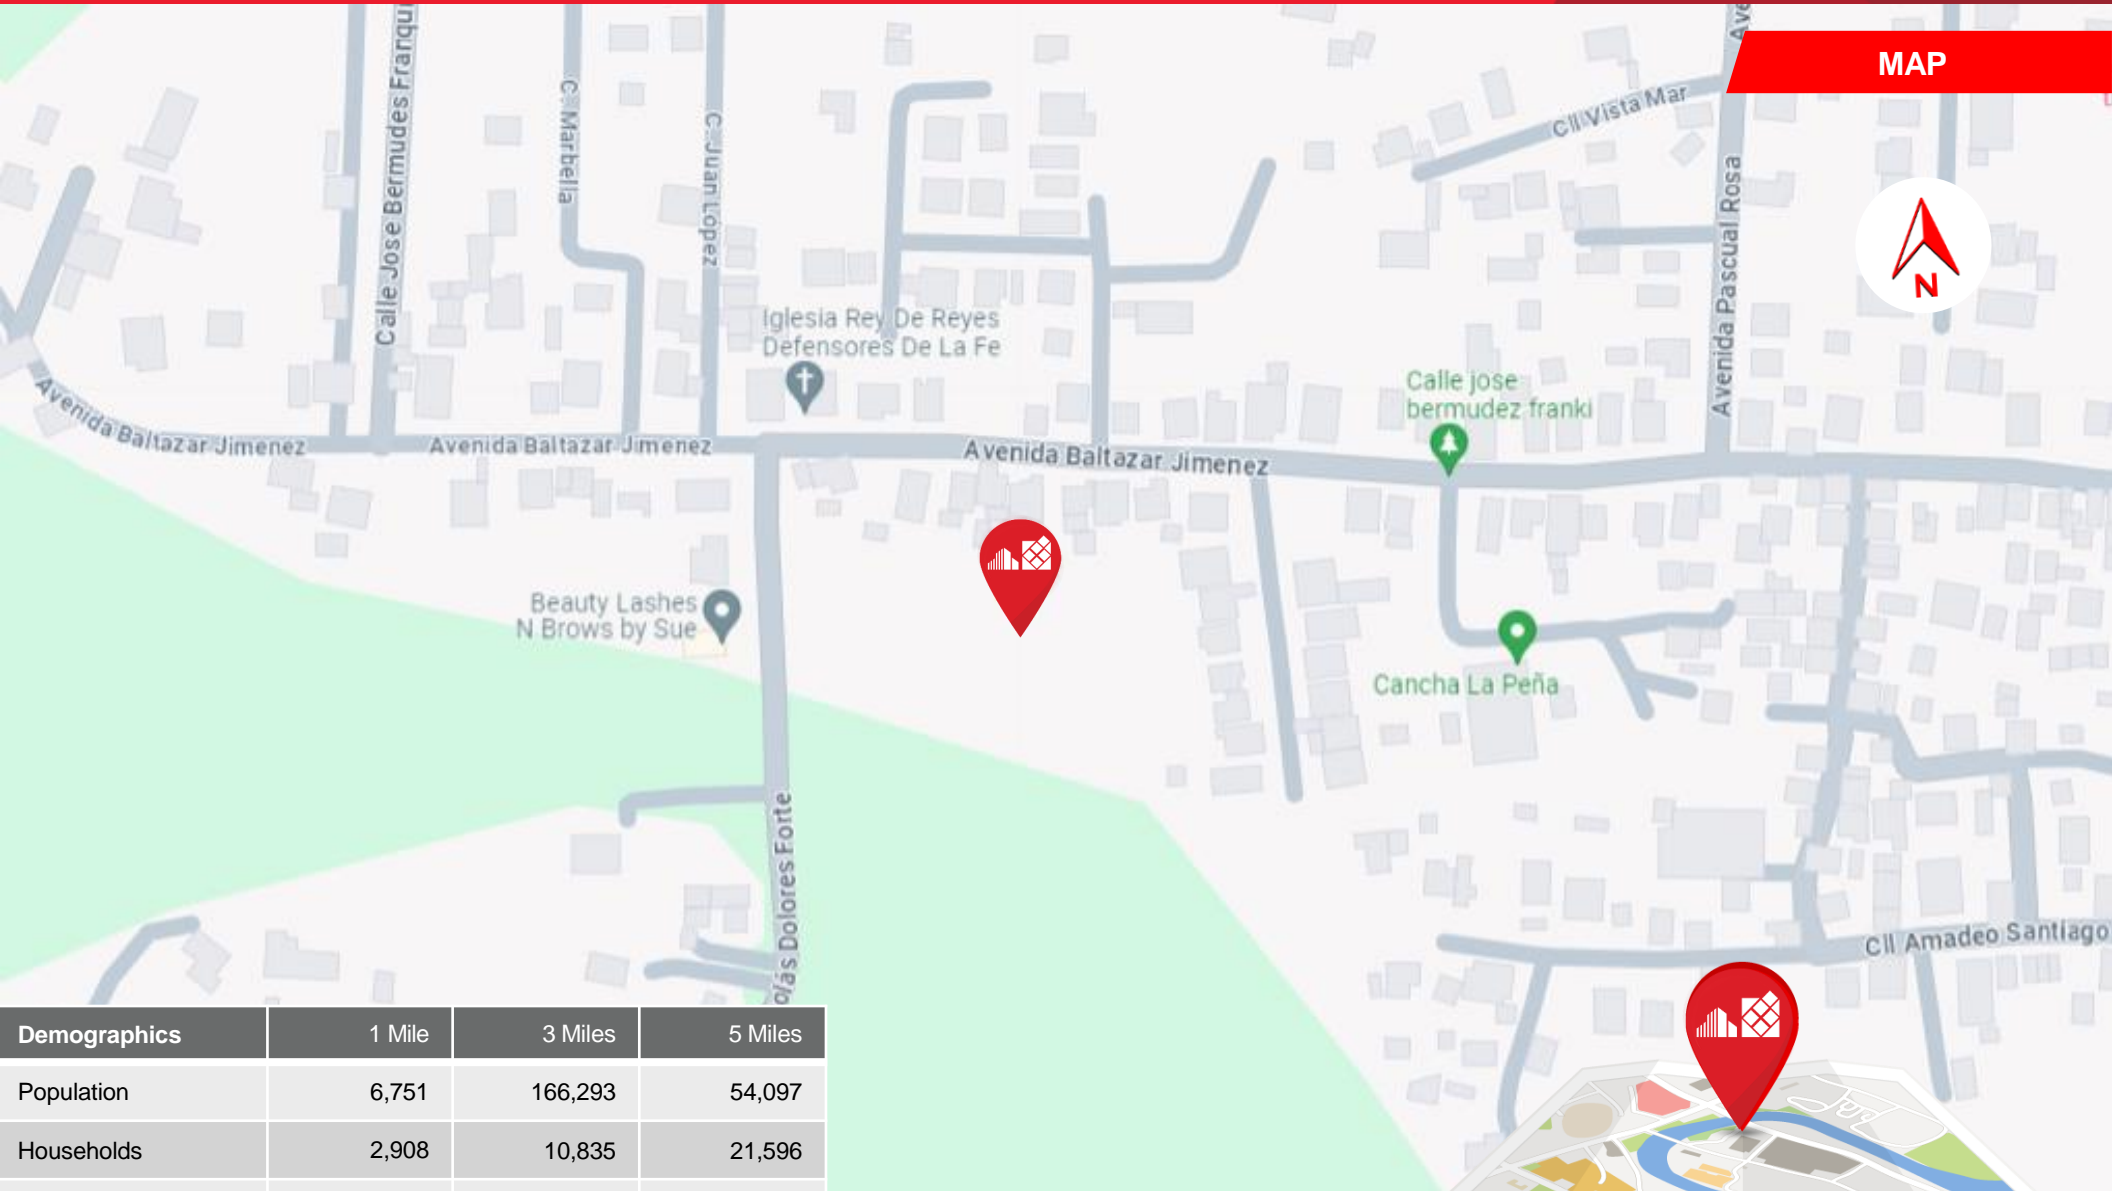 MAP
N
Calle Jose Bermudes Franqui
C. Marbella
C. Juan López
Cll Vista Mar
Avenida Pascual Rosa
Iglesia Rey De Reyes
Defensores De La Fe
Calle jose
bermudez franki
Avenida Baltazar Jimenez
Avenida Baltazar Jimenez
Avenida Baltazar Jimenez
Beauty Lashes
N Brows by Sue
Cancha La Peña
Dolores Forte
Cll Amadeo Santiago
Demographics 1 Mile 3 Miles 5 Miles
Population 6,751 166,293 54,097
Households 2,908 10,835 21,596